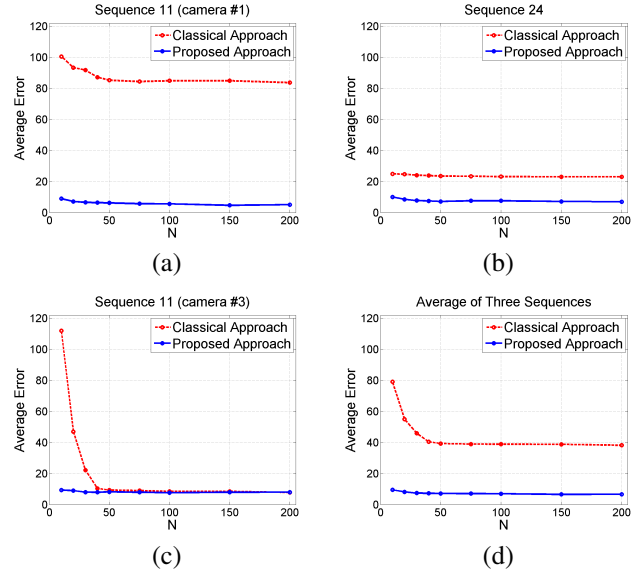 Sequence 11 (camera #1)
Classical Approach
Proposed Approach
120
100
80
60
40
20
0
Average Error
0 50 100 150 200
N
(a)
Sequence 24
Classical Approach
Proposed Approach
120
100
80
60
40
20
0
Average Error
0 50 100 150 200
N
(b)
Sequence 11 (camera #3)
Classical Approach
Proposed Approach
120
100
80
60
40
20
0
Average Error
0 50 100 150 200
N
(c)
Average of Three Sequences
Classical Approach
Proposed Approach
120
100
80
60
40
20
0
Average Error
0 50 100 150 200
N
(d)